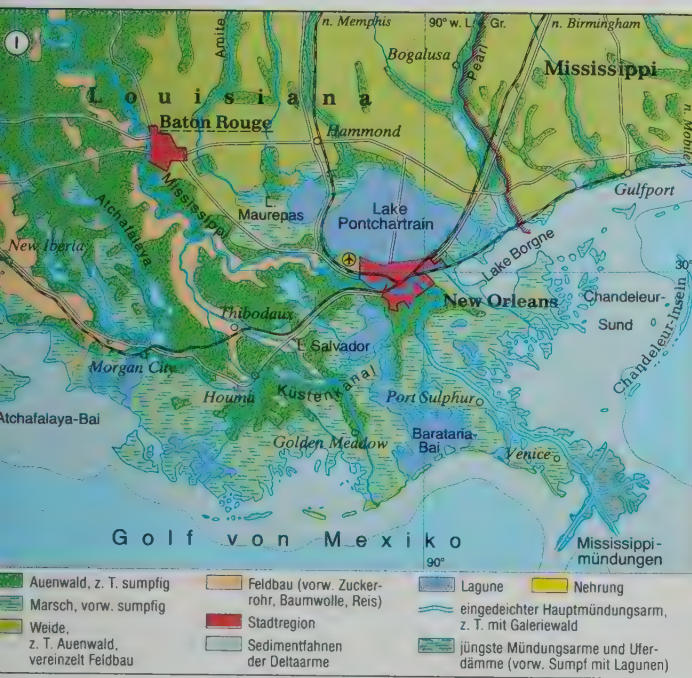 I
Amite
n. Memphis
90° w. L. v. Gr.
n. Birmingham
Bogalusa
Pearl
Mississippi
Louisiana
Baton Rouge
Hammond
n. Mobile
Gulfport
Mississippi
Atchafalaya
L. Maurepas
Lake
Pontchartrain
Lake Borgne
New Iberia
30°
New Orleans
Chandeleur-
Sund
Chandeleur-Inseln
Thibodaux
L. Salvador
Morgan City
Houma
Küstenkanal
Port Sulphur
Atchafalaya-Bai
Golden Meadow
Barataria-
Bai
Venice
Golf von Mexiko
90°
Mississippi-
mündungen
Auenwald, z. T. sumpfig
Marsch, vorw. sumpfig
Weide,
z. T. Auenwald,
vereinzelt Feldbau
Feldbau (vorw. Zucker-
rohr, Baumwolle, Reis)
Stadtregion
Sedimentfahnen
der Deltaarme
Lagune
Nehrung
eingedeichter Hauptmündungsarm,
z. T. mit Galeriewald
jüngste Mündungsarme und Ufer-
dämme (vorw. Sumpf mit Lagunen)